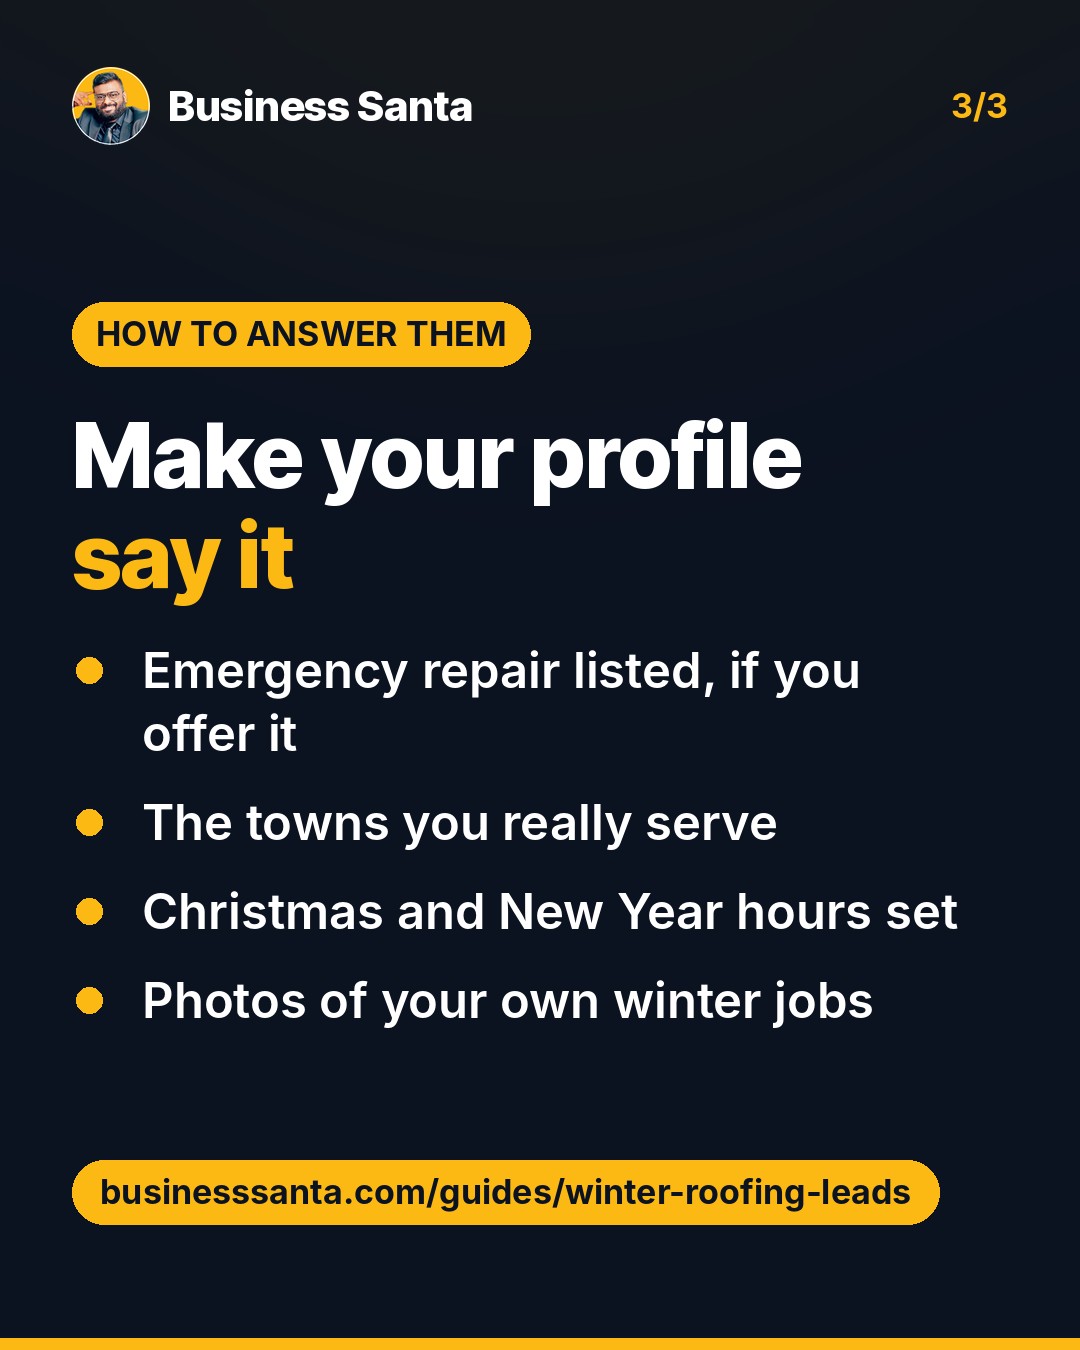 Business Santa
3/3
HOW TO ANSWER THEM
Make your profile
say it
Emergency repair listed, if you
offer it
The towns you really serve
Christmas and New Year hours set
Photos of your own winter jobs
businesssanta.com/guides/winter-roofing-leads